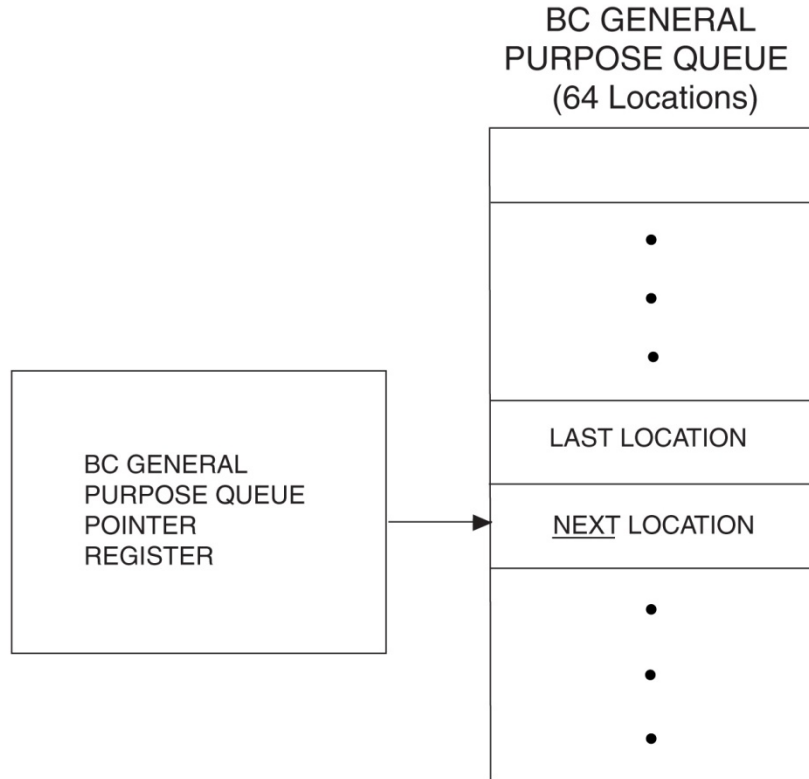 BC GENERAL
PURPOSE QUEUE
(64 Locations)
LAST LOCATION
BC GENERAL
PURPOSE QUEUE
POINTER
REGISTER
NEXT LOCATION